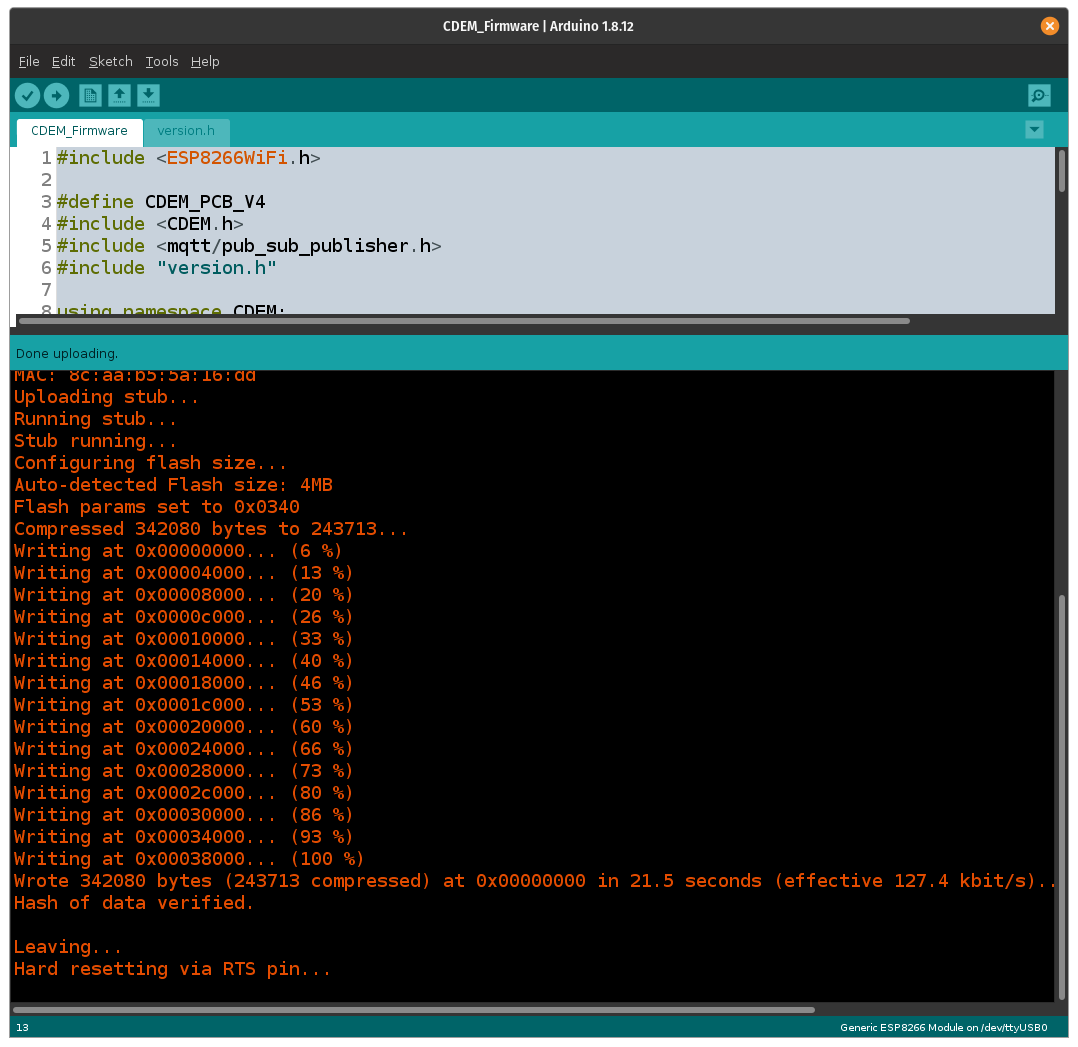 CDEM_Firmware | Arduino 1.8.12
File Edit Sketch Tools Help
CDEM_Firmware version.h
1 #include <ESP8266WiFi.h>
2
3 #define CDEM_PCB_V4
4 #include <CDEM.h>
5 #include <mqtt/pub_sub_publisher.h>
6 #include "version.h"
7
8 using namespace CDEM;
Done uploading.
MAC: 8c:aa:b5:5a:16:dd
Uploading stub...
Running stub...
Stub running...
Configuring flash size...
Auto-detected Flash size: 4MB
Flash params set to 0x0340
Compressed 342080 bytes to 243713...
Writing at 0x00000000... (6 %)
Writing at 0x00004000... (13 %)
Writing at 0x00008000... (20 %)
Writing at 0x0000c000... (26 %)
Writing at 0x00010000... (33 %)
Writing at 0x00014000... (40 %)
Writing at 0x00018000... (46 %)
Writing at 0x0001c000... (53 %)
Writing at 0x00020000... (60 %)
Writing at 0x00024000... (66 %)
Writing at 0x00028000... (73 %)
Writing at 0x0002c000... (80 %)
Writing at 0x00030000... (86 %)
Writing at 0x00034000... (93 %)
Writing at 0x00038000... (100 %)
Wrote 342080 bytes (243713 compressed) at 0x00000000 in 21.5 seconds (effective 127.4 kbit/s)..
Hash of data verified.

Leaving...
Hard resetting via RTS pin...
13 Generic ESP8266 Module on /dev/ttyUSB0